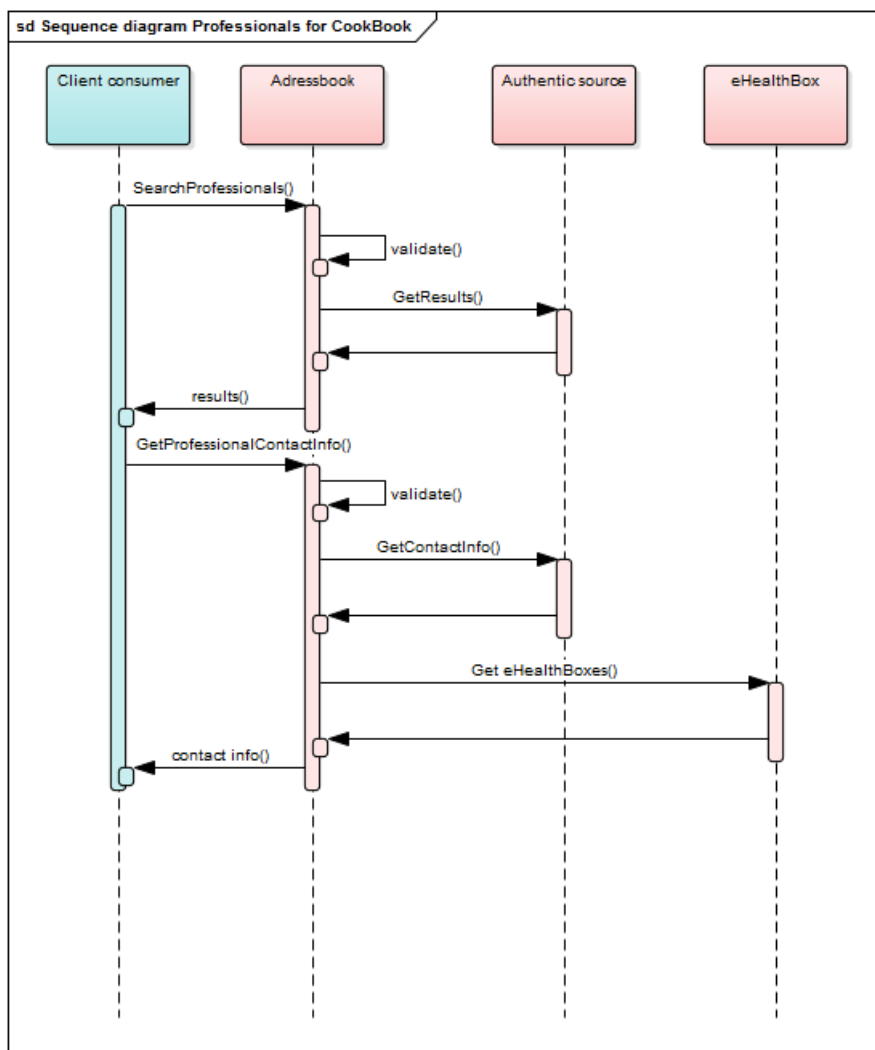 sd Sequence diagram Professionals for CookBook
Client consumer
Adressbook
Authentic source
eHealthBox
SearchProfessionals()
validate()
GetResults()
results()
GetProfessionalContactInfo()
validate()
GetContactInfo()
Get eHealthBoxes()
contact info()